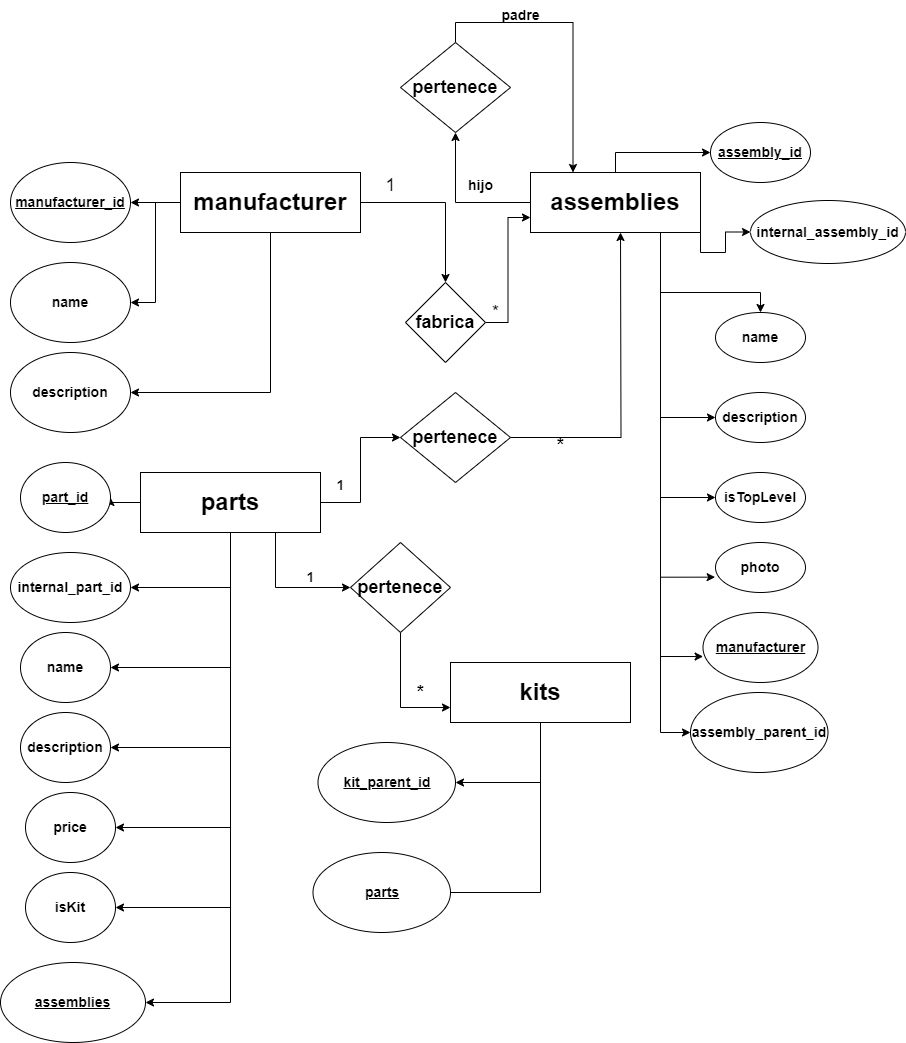 padre
pertenece
hijo
assembly_id
manufacturer_id
manufacturer
1
assemblies
internal_assembly_id
name
fabrica
*
name
description
pertenece
*
1
description
part_id
parts
isTopLevel
internal_part_id
1
pertenece
photo
name
manufacturer
*
kits
description
assembly_parent_id
kit_parent_id
price
parts
isKit
assemblies